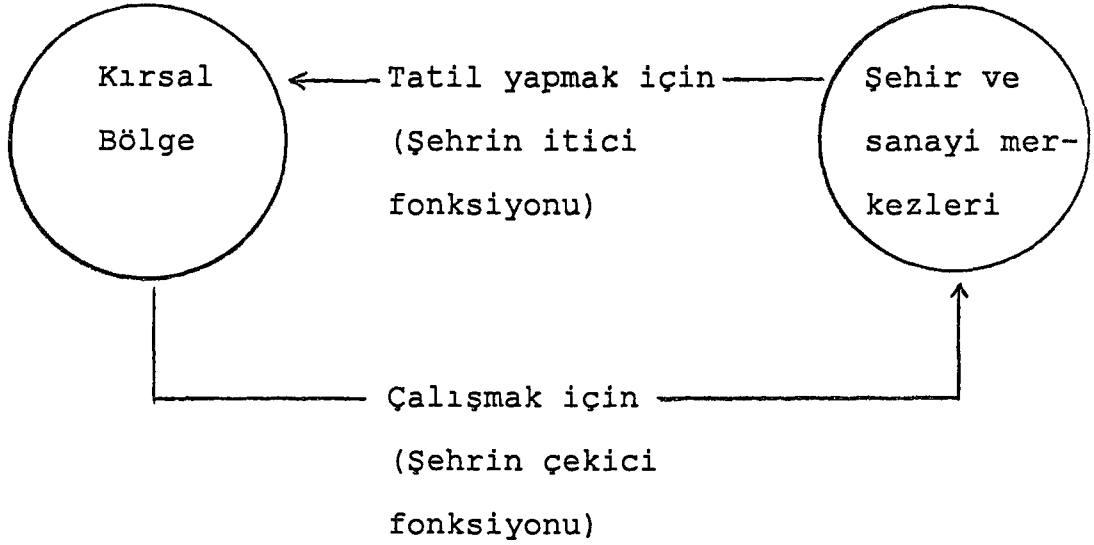 Kırsal
Bölge
Tatil yapmak için
(Şehrin itici
fonksiyonu)
Şehir ve
sanayi mer-
kezleri
Çalışmak için
(Şehrin çekici
fonksiyonu)